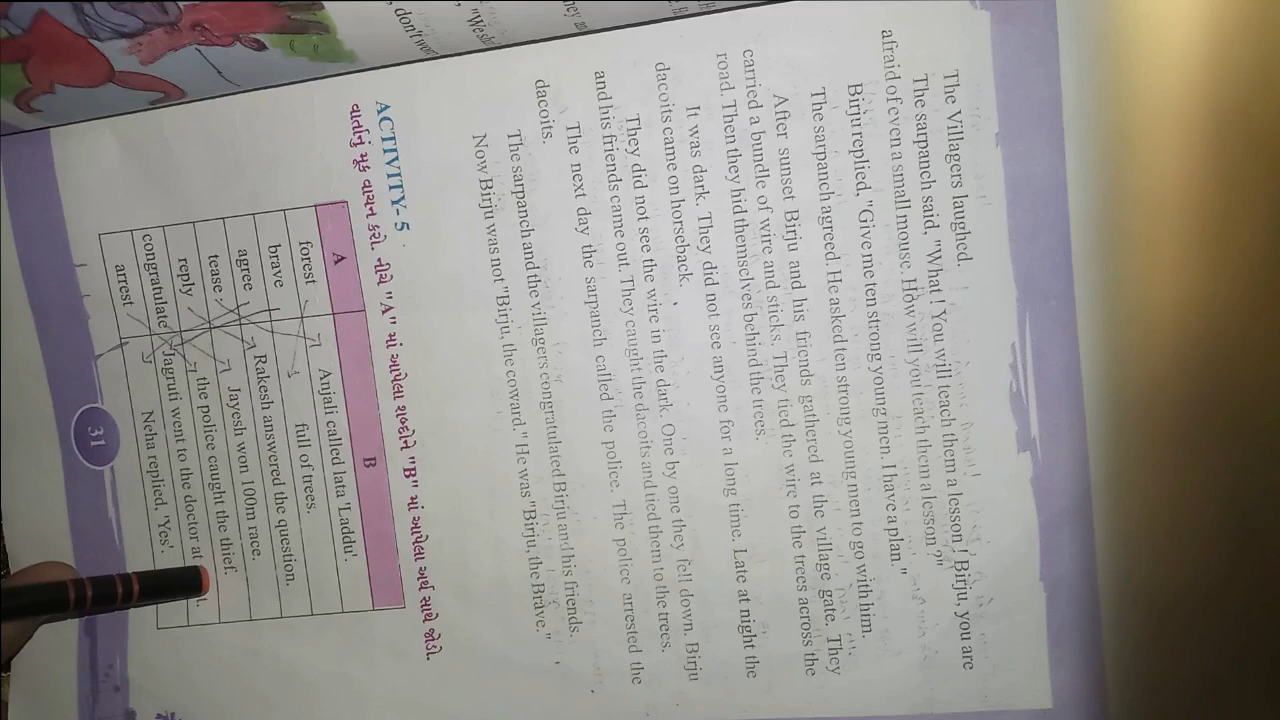 The Villagers laughed.
The sarpanch said, "What ! You will teach them a lesson ! Birju, you are
afraid of even a small mouse. How will you teach them a lesson ?"
Birju replied, "Give me ten strong young men. I have a plan."
The sarpanch agreed. He asked ten strong young men to go with him.
After sunset Birju and his friends gathered at the village gate. They
carried a bundle of wire and sticks. They tied the wire to the trees across the
road. Then they hid themselves behind the trees.
It was dark. They did not see anyone for a long time. Late at night the
dacoits came on horseback.
They did not see the wire in the dark. One by one they fell down. Birju
and his friends came out. They caught the dacoits and tied them to the trees.
The next day the sarpanch called the police. The police arrested the
dacoits.
The sarpanch and the villagers congratulated Birju and his friends.
Now Birju was not "Birju, the coward." He was "Birju, the Brave."
ACTIVITY- 5
વાર્તાનું મૂક વાચન કરો. નીચે "A" માં આપેલા શબ્દોને "B" માં આપેલા અર્થ સાથે જોડો.
A B
forest Anjali called lata 'Laddu'.
brave full of trees.
agree Rakesh answered the question.
tease Jayesh won 100m race.
reply the police caught the thief.
congratulate Jagruti went to the doctor at
arrest Neha replied, 'Yes'.
31
don't
"We